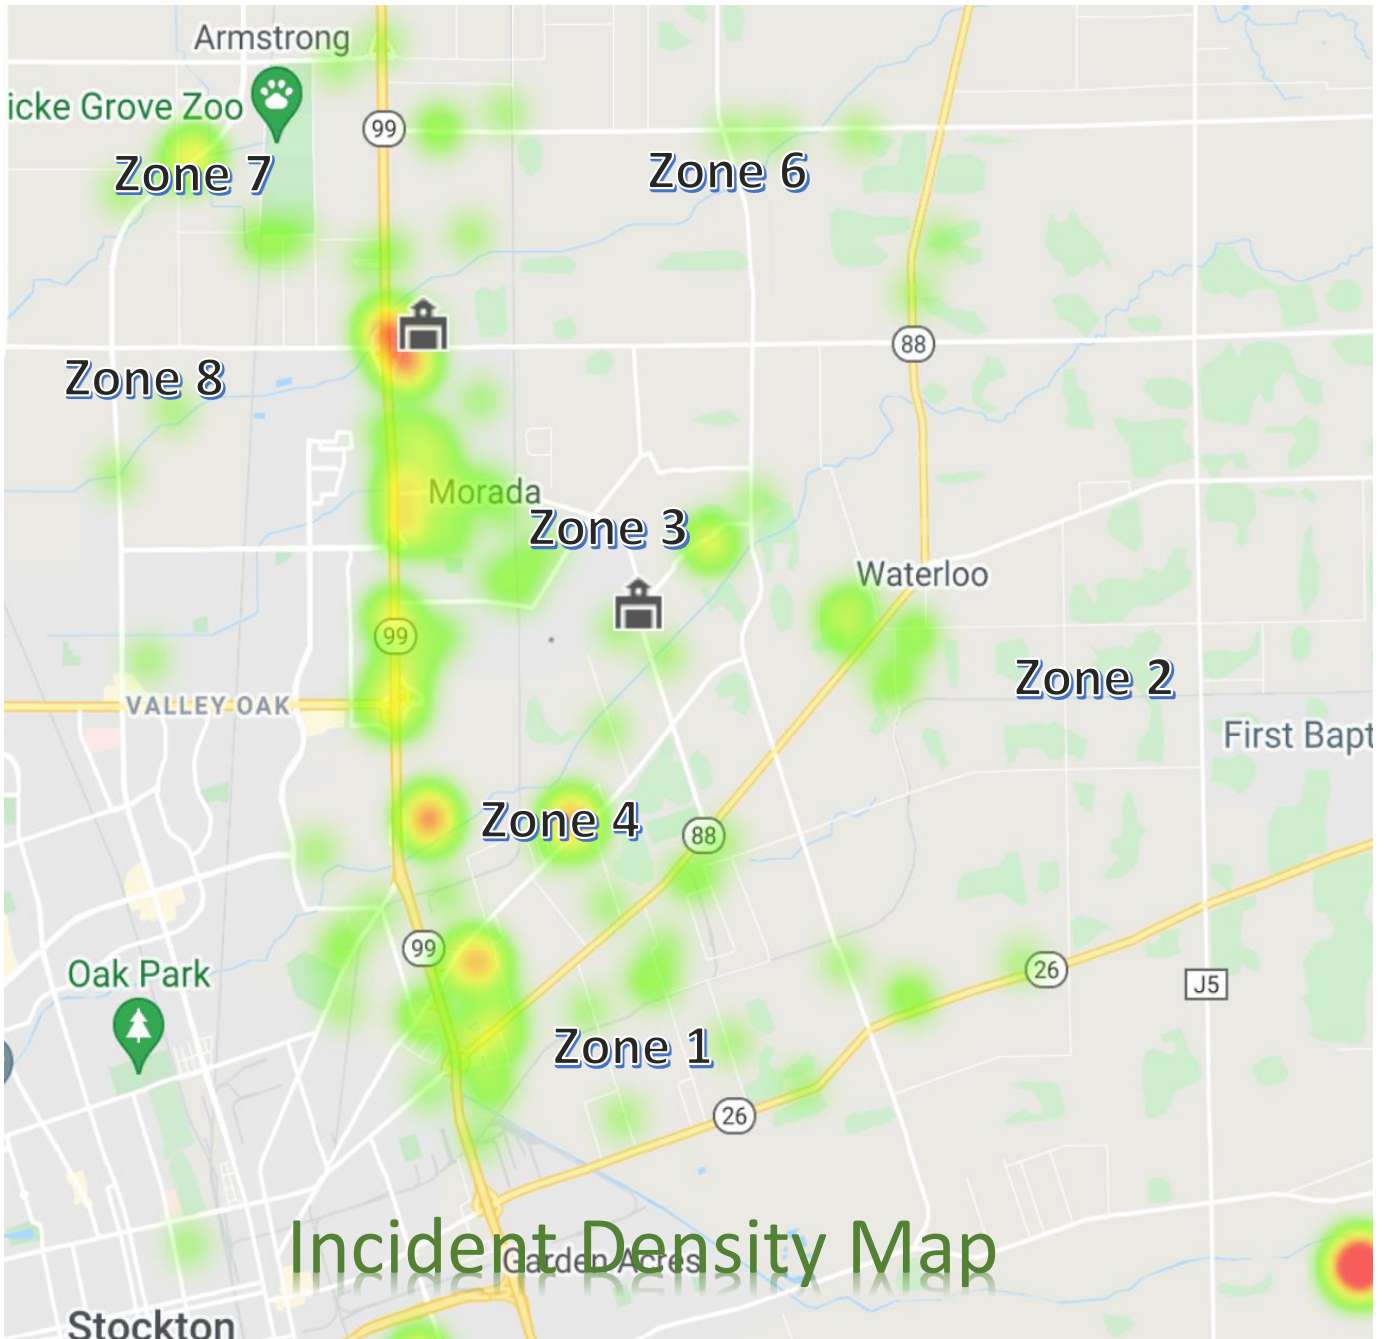 Armstrong
icke Grove Zoo
99
Zone 7
Zone 6
88
Zone 8
Morada
Zone 3
Waterloo
99
Zone 2
VALLEY OAK
First Bapt
Zone 4
88
99
26
Oak Park
J5
Zone 1
26
Incident Density Map
Garden Acres
Stockton